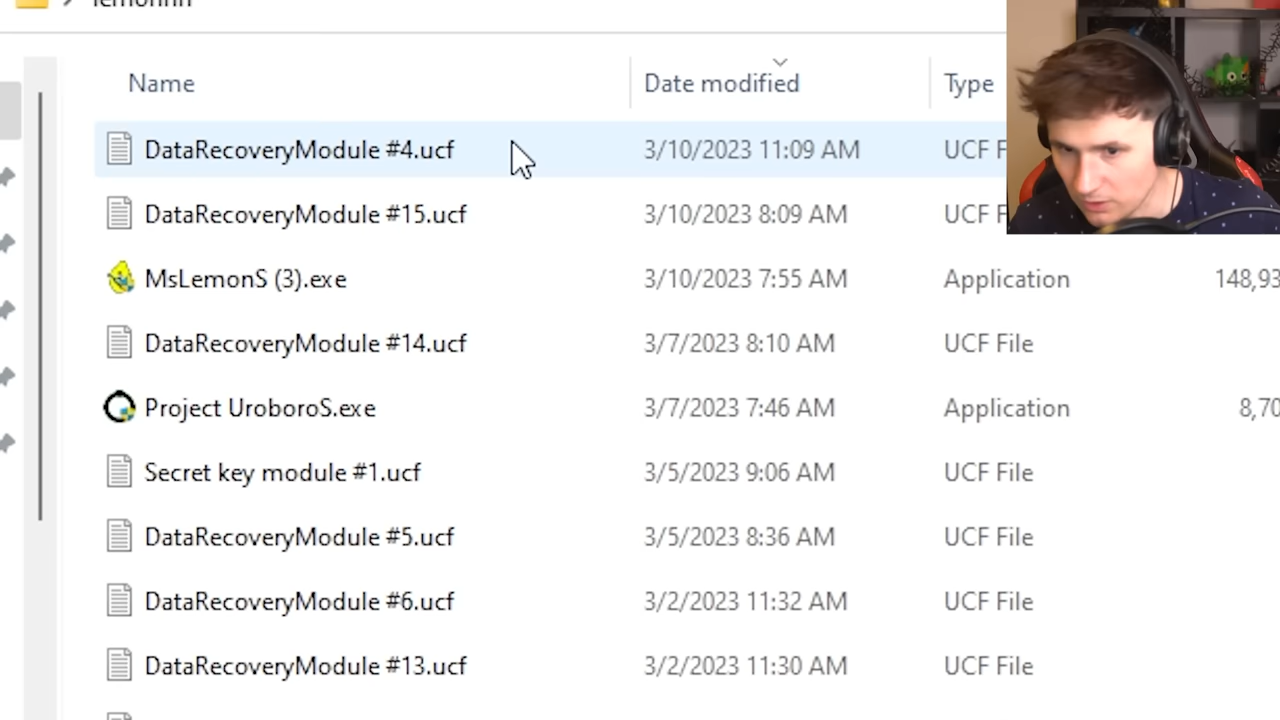 lemonnn
Name Date modified Type
DataRecoveryModule #4.ucf 3/10/2023 11:09 AM UCF F
DataRecoveryModule #15.ucf 3/10/2023 8:09 AM UCF F
MsLemonS (3).exe 3/10/2023 7:55 AM Application 148,93
DataRecoveryModule #14.ucf 3/7/2023 8:10 AM UCF File
Project UroboroS.exe 3/7/2023 7:46 AM Application 8,70
Secret key module #1.ucf 3/5/2023 9:06 AM UCF File
DataRecoveryModule #5.ucf 3/5/2023 8:36 AM UCF File
DataRecoveryModule #6.ucf 3/2/2023 11:32 AM UCF File
DataRecoveryModule #13.ucf 3/2/2023 11:30 AM UCF File